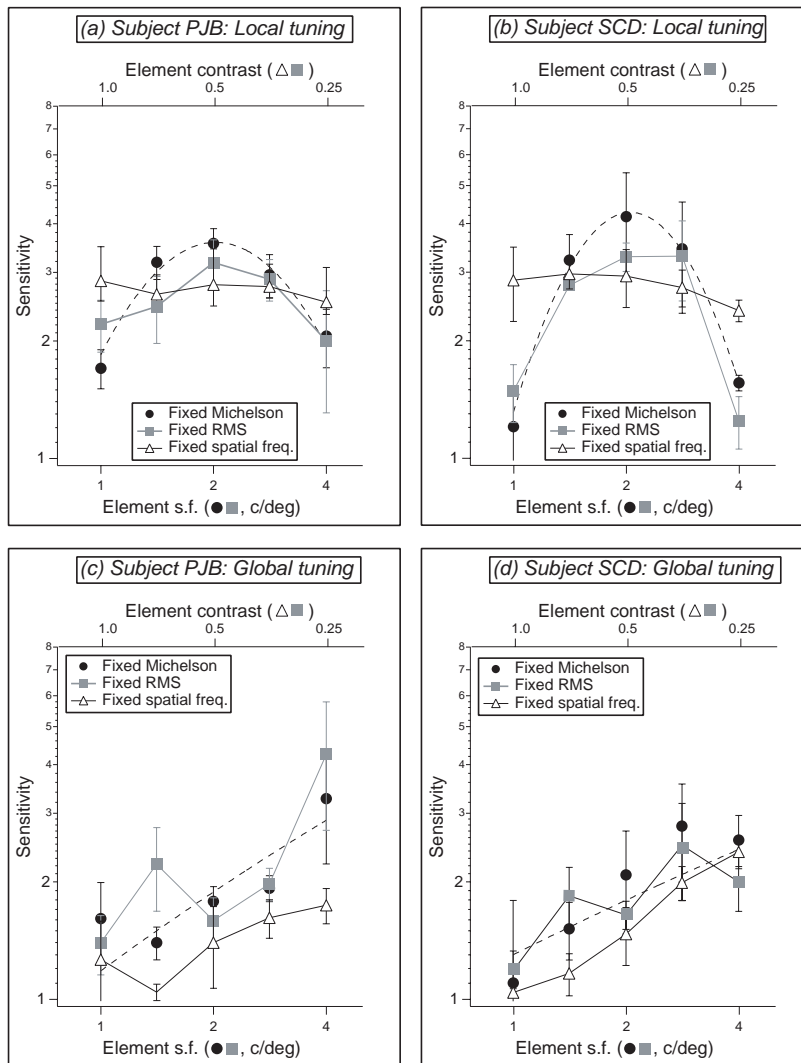 (a) Subject PJB: Local tuning
Element contrast (△■)
1.0 0.5 0.25
8
7
6
5
4
3
2
1
Sensitivity
Fixed Michelson
Fixed RMS
Fixed spatial freq.
1 2 4
Element s.f. (●■, c/deg)
(b) Subject SCD: Local tuning
Element contrast (△■)
1.0 0.5 0.25
8
7
6
5
4
3
2
1
Sensitivity
Fixed Michelson
Fixed RMS
Fixed spatial freq.
1 2 4
Element s.f. (●■, c/deg)
(c) Subject PJB: Global tuning
Element contrast (△■)
1.0 0.5 0.25
8
7
6
5
4
3
2
1
Sensitivity
Fixed Michelson
Fixed RMS
Fixed spatial freq.
1 2 4
Element s.f. (●■, c/deg)
(d) Subject SCD: Global tuning
Element contrast (△■)
1.0 0.5 0.25
8
7
6
5
4
3
2
1
Sensitivity
Fixed Michelson
Fixed RMS
Fixed spatial freq.
1 2 4
Element s.f. (●■, c/deg)